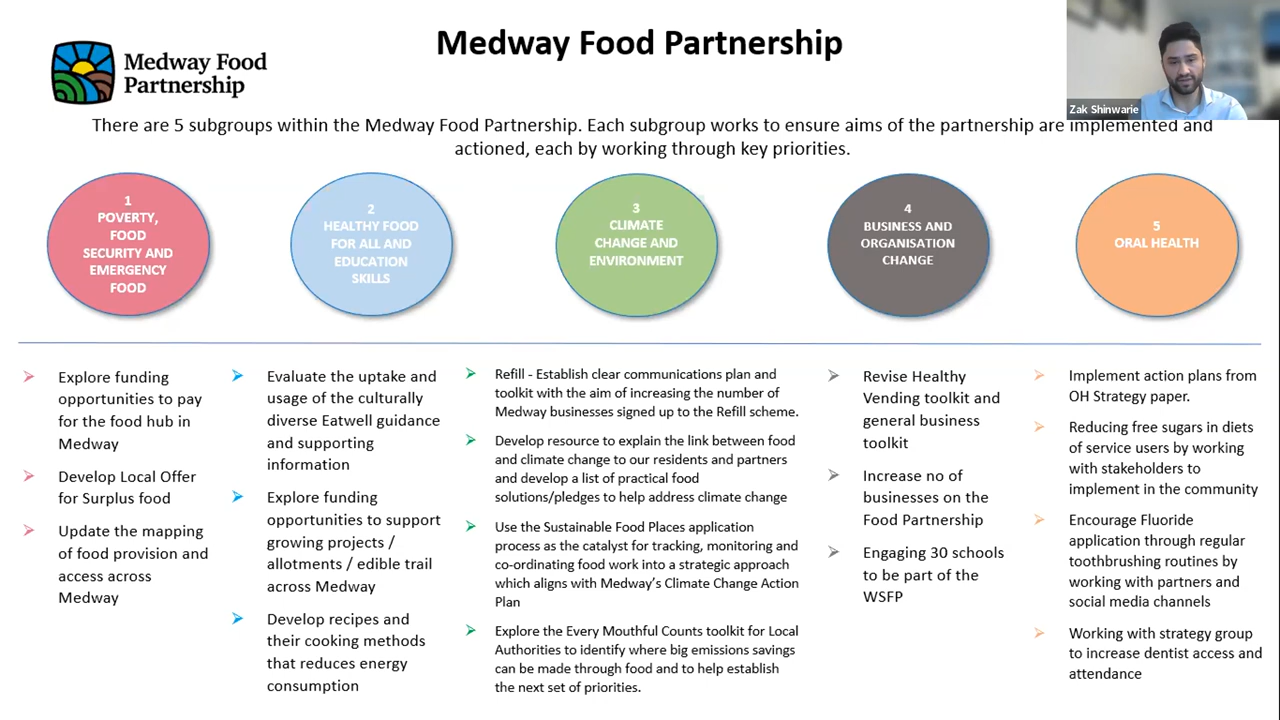 Medway Food Partnership
Medway Food
Partnership
Zak Shinwarie
There are 5 subgroups within the Medway Food Partnership. Each subgroup works to ensure aims of the partnership are implemented and
actioned, each by working through key priorities.
1
POVERTY,
FOOD
SECURITY AND
EMERGENCY
FOOD
2
HEALTHY FOOD
FOR ALL AND
EDUCATION
SKILLS
3
CLIMATE
CHANGE AND
ENVIRONMENT
4
BUSINESS AND
ORGANISATION
CHANGE
5
ORAL HEALTH
Explore funding
opportunities to pay
for the food hub in
Medway
Develop Local Offer
for Surplus food
Update the mapping
of food provision and
access across
Medway
Evaluate the uptake and
usage of the culturally
diverse Eatwell guidance
and supporting
information
Explore funding
opportunities to support
growing projects /
allotments / edible trail
across Medway
Develop recipes and
their cooking methods
that reduces energy
consumption
Refill - Establish clear communications plan and
toolkit with the aim of increasing the number of
Medway businesses signed up to the Refill scheme.
Develop resource to explain the link between food
and climate change to our residents and partners
and develop a list of practical food
solutions/pledges to help address climate change
Use the Sustainable Food Places application
process as the catalyst for tracking, monitoring and
co-ordinating food work into a strategic approach
which aligns with Medway's Climate Change Action
Plan
Explore the Every Mouthful Counts toolkit for Local
Authorities to identify where big emissions savings
can be made through food and to help establish
the next set of priorities.
Revise Healthy
Vending toolkit and
general business
toolkit
Increase no of
businesses on the
Food Partnership
Engaging 30 schools
to be part of the
WSFP
Implement action plans from
OH Strategy paper.
Reducing free sugars in diets
of service users by working
with stakeholders to
implement in the community
Encourage Fluoride
application through regular
toothbrushing routines by
working with partners and
social media channels
Working with strategy group
to increase dentist access and
attendance